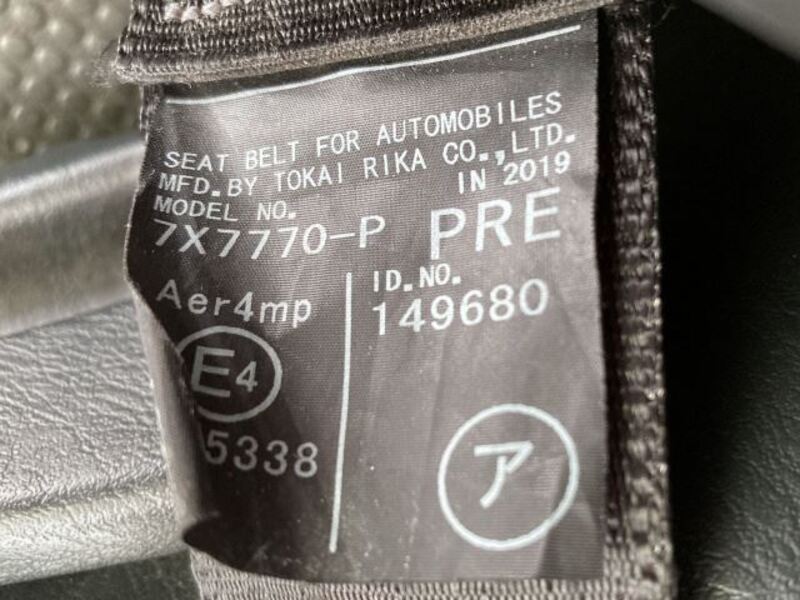 SEAT BELT FOR AUTOMOBILES
MFD. BY TOKAI RIKA CO., LTD.
IN 2019
MODEL NO.
7X7770-P PRE
Aer4mp
E4
5338
ID. NO.
149680
ア